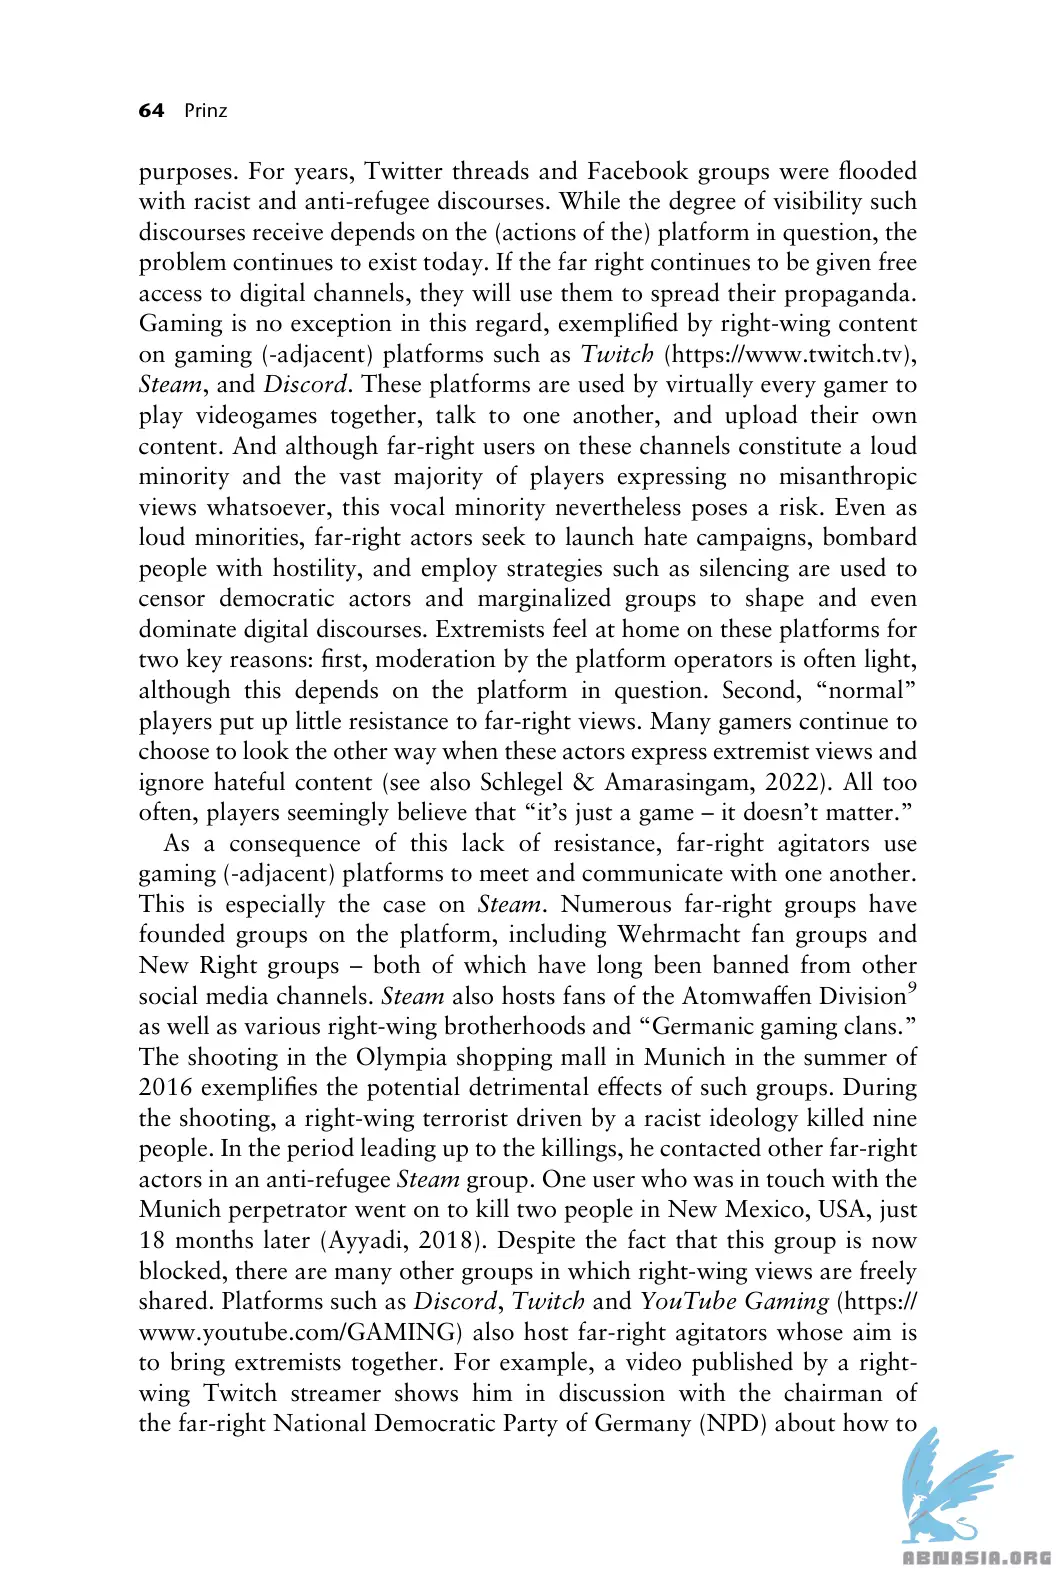 64 Prinz
purposes. For years, Twitter threads and Facebook groups were flooded
with racist and anti-refugee discourses. While the degree of visibility such
discourses receive depends on the (actions of the) platform in question, the
problem continues to exist today. If the far right continues to be given free
access to digital channels, they will use them to spread their propaganda.
Gaming is no exception in this regard, exemplified by right-wing content
on gaming (-adjacent) platforms such as Twitch (https://www.twitch.tv),
Steam, and Discord. These platforms are used by virtually every gamer to
play videogames together, talk to one another, and upload their own
content. And although far-right users on these channels constitute a loud
minority and the vast majority of players expressing no misanthropic
views whatsoever, this vocal minority nevertheless poses a risk. Even as
loud minorities, far-right actors seek to launch hate campaigns, bombard
people with hostility, and employ strategies such as silencing are used to
censor democratic actors and marginalized groups to shape and even
dominate digital discourses. Extremists feel at home on these platforms for
two key reasons: first, moderation by the platform operators is often light,
although this depends on the platform in question. Second, “normal”
players put up little resistance to far-right views. Many gamers continue to
choose to look the other way when these actors express extremist views and
ignore hateful content (see also Schlegel & Amarasingam, 2022). All too
often, players seemingly believe that “it’s just a game – it doesn’t matter.”
As a consequence of this lack of resistance, far-right agitators use
gaming (-adjacent) platforms to meet and communicate with one another.
This is especially the case on Steam. Numerous far-right groups have
founded groups on the platform, including Wehrmacht fan groups and
New Right groups – both of which have long been banned from other
social media channels. Steam also hosts fans of the Atomwaffen Division9
as well as various right-wing brotherhoods and “Germanic gaming clans.”
The shooting in the Olympia shopping mall in Munich in the summer of
2016 exemplifies the potential detrimental effects of such groups. During
the shooting, a right-wing terrorist driven by a racist ideology killed nine
people. In the period leading up to the killings, he contacted other far-right
actors in an anti-refugee Steam group. One user who was in touch with the
Munich perpetrator went on to kill two people in New Mexico, USA, just
18 months later (Ayyadi, 2018). Despite the fact that this group is now
blocked, there are many other groups in which right-wing views are freely
shared. Platforms such as Discord, Twitch and YouTube Gaming (https://
www.youtube.com/GAMING) also host far-right agitators whose aim is
to bring extremists together. For example, a video published by a right-
wing Twitch streamer shows him in discussion with the chairman of
the far-right National Democratic Party of Germany (NPD) about how to
ABNASIA.ORG